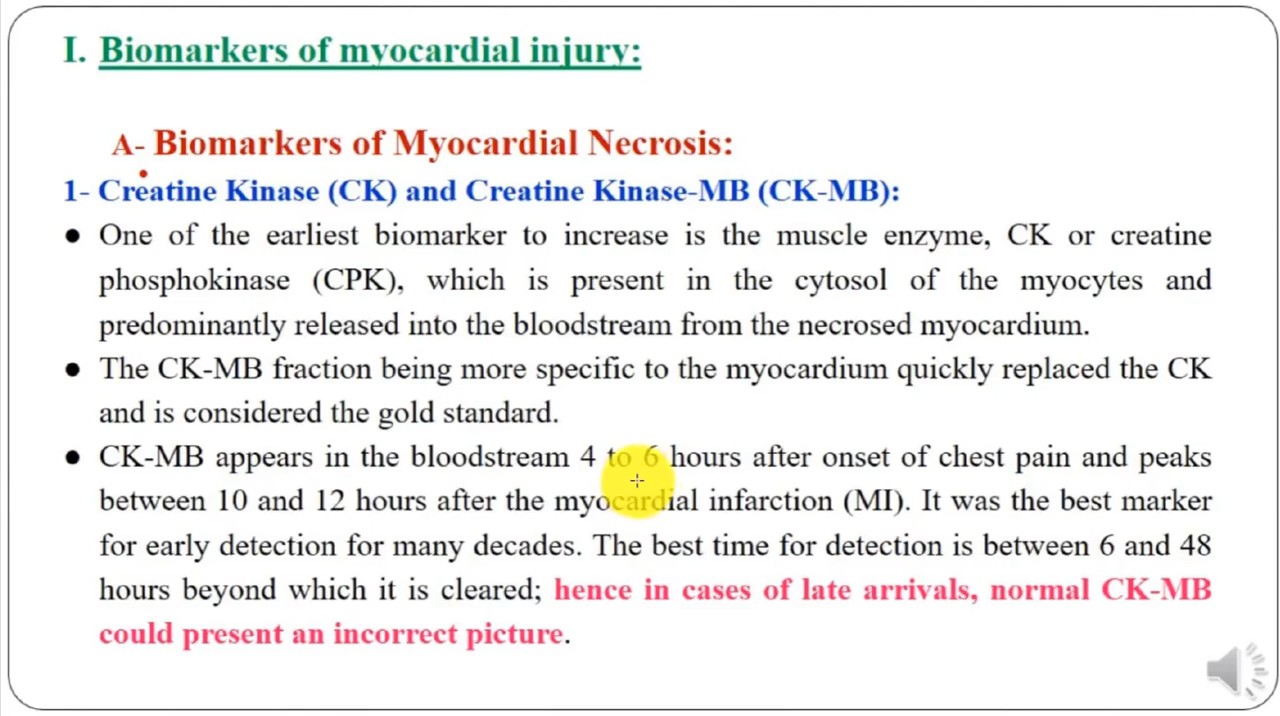 I. Biomarkers of myocardial injury:
A- Biomarkers of Myocardial Necrosis:
1- Creatine Kinase (CK) and Creatine Kinase-MB (CK-MB):
● One of the earliest biomarker to increase is the muscle enzyme, CK or creatine
phosphokinase (CPK), which is present in the cytosol of the myocytes and
predominantly released into the bloodstream from the necrosed myocardium.
● The CK-MB fraction being more specific to the myocardium quickly replaced the CK
and is considered the gold standard.
● CK-MB appears in the bloodstream 4 to 6 hours after onset of chest pain and peaks
between 10 and 12 hours after the myocardial infarction (MI). It was the best marker
for early detection for many decades. The best time for detection is between 6 and 48
hours beyond which it is cleared; hence in cases of late arrivals, normal CK-MB
could present an incorrect picture.